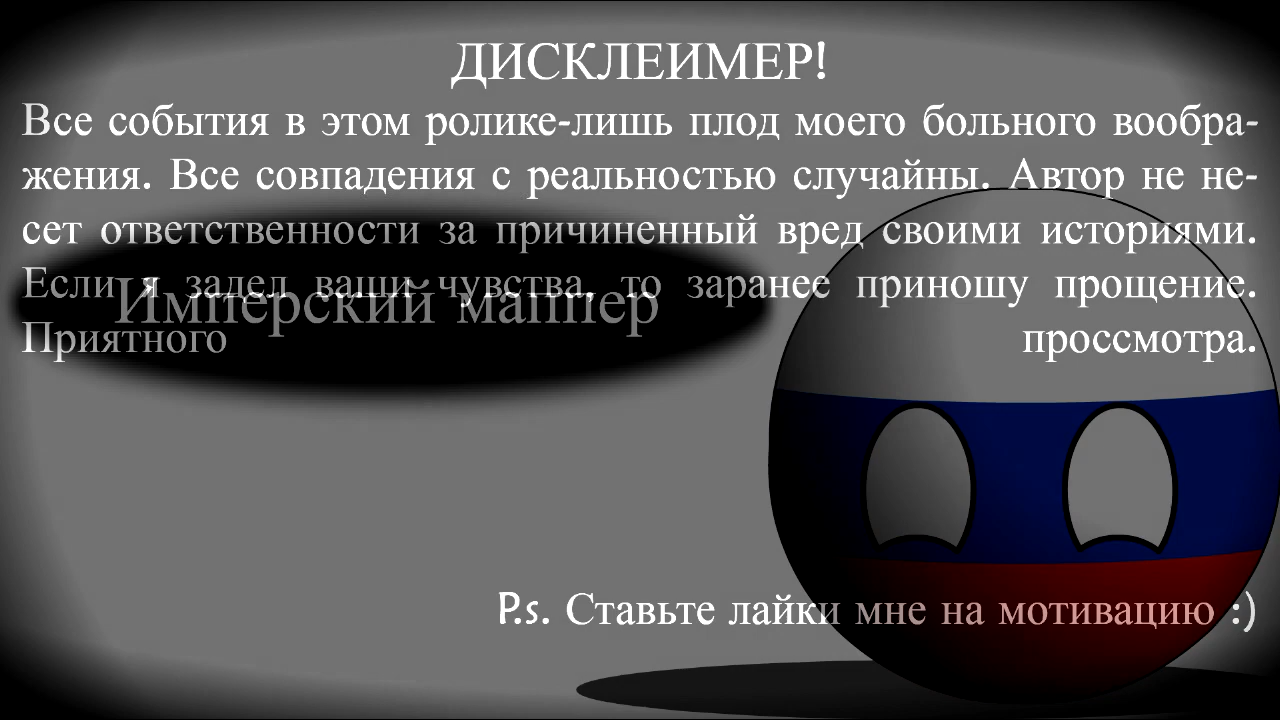 ДИСКЛЕИМЕР!
Все события в этом ролике-лишь плод моего больного вообра-
жения. Все совпадения с реальностью случайны. Автор не не-
сет ответственности за причиненный вред своими историями.
Если я задел ваши чувства, то заранее приношу прощение.
Имперский маппер
Приятного проссмотра.
P.s. Ставьте лайки мне на мотивацию :)